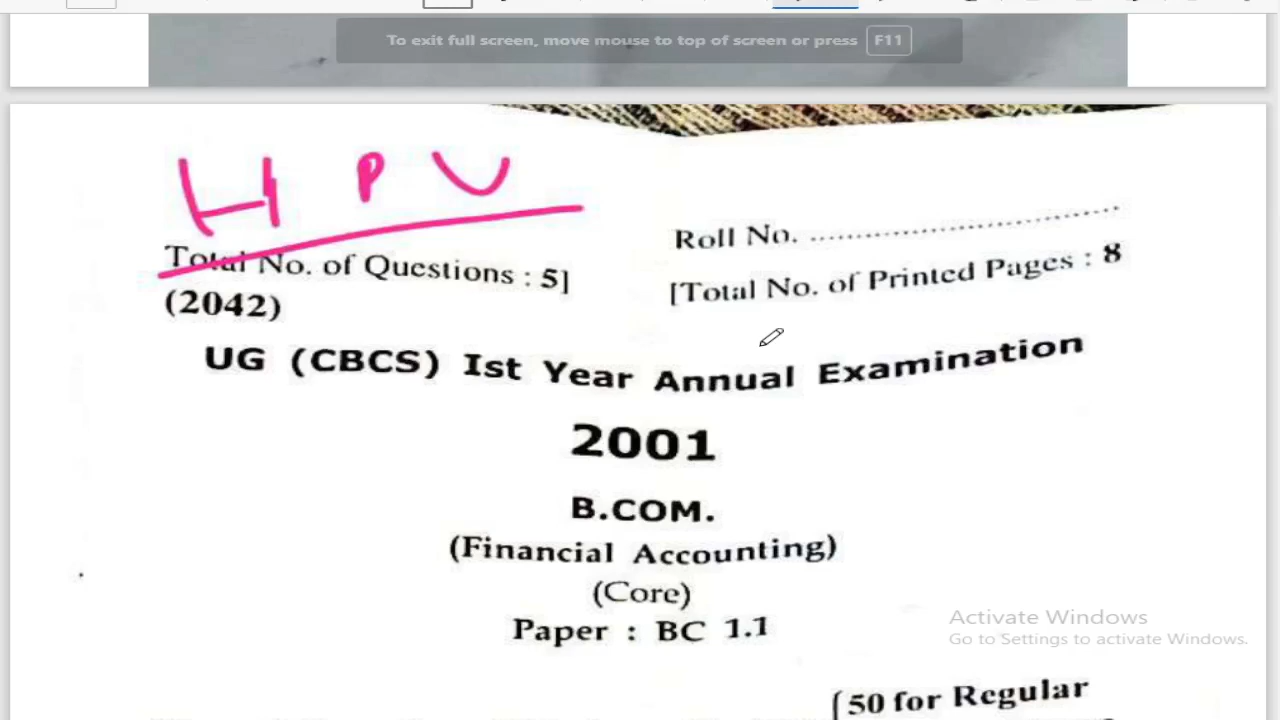 To exit full screen, move mouse to top of screen or press F11
H P U
Roll No. ........................................
Total No. of Questions : 5]
[Total No. of Printed Pages : 8
(2042)
UG (CBCS) Ist Year Annual Examination
2001
B.COM.
(Financial Accounting)
(Core)
Paper : BC 1.1
Activate Windows
Go to Settings to activate Windows.
[50 for Regular